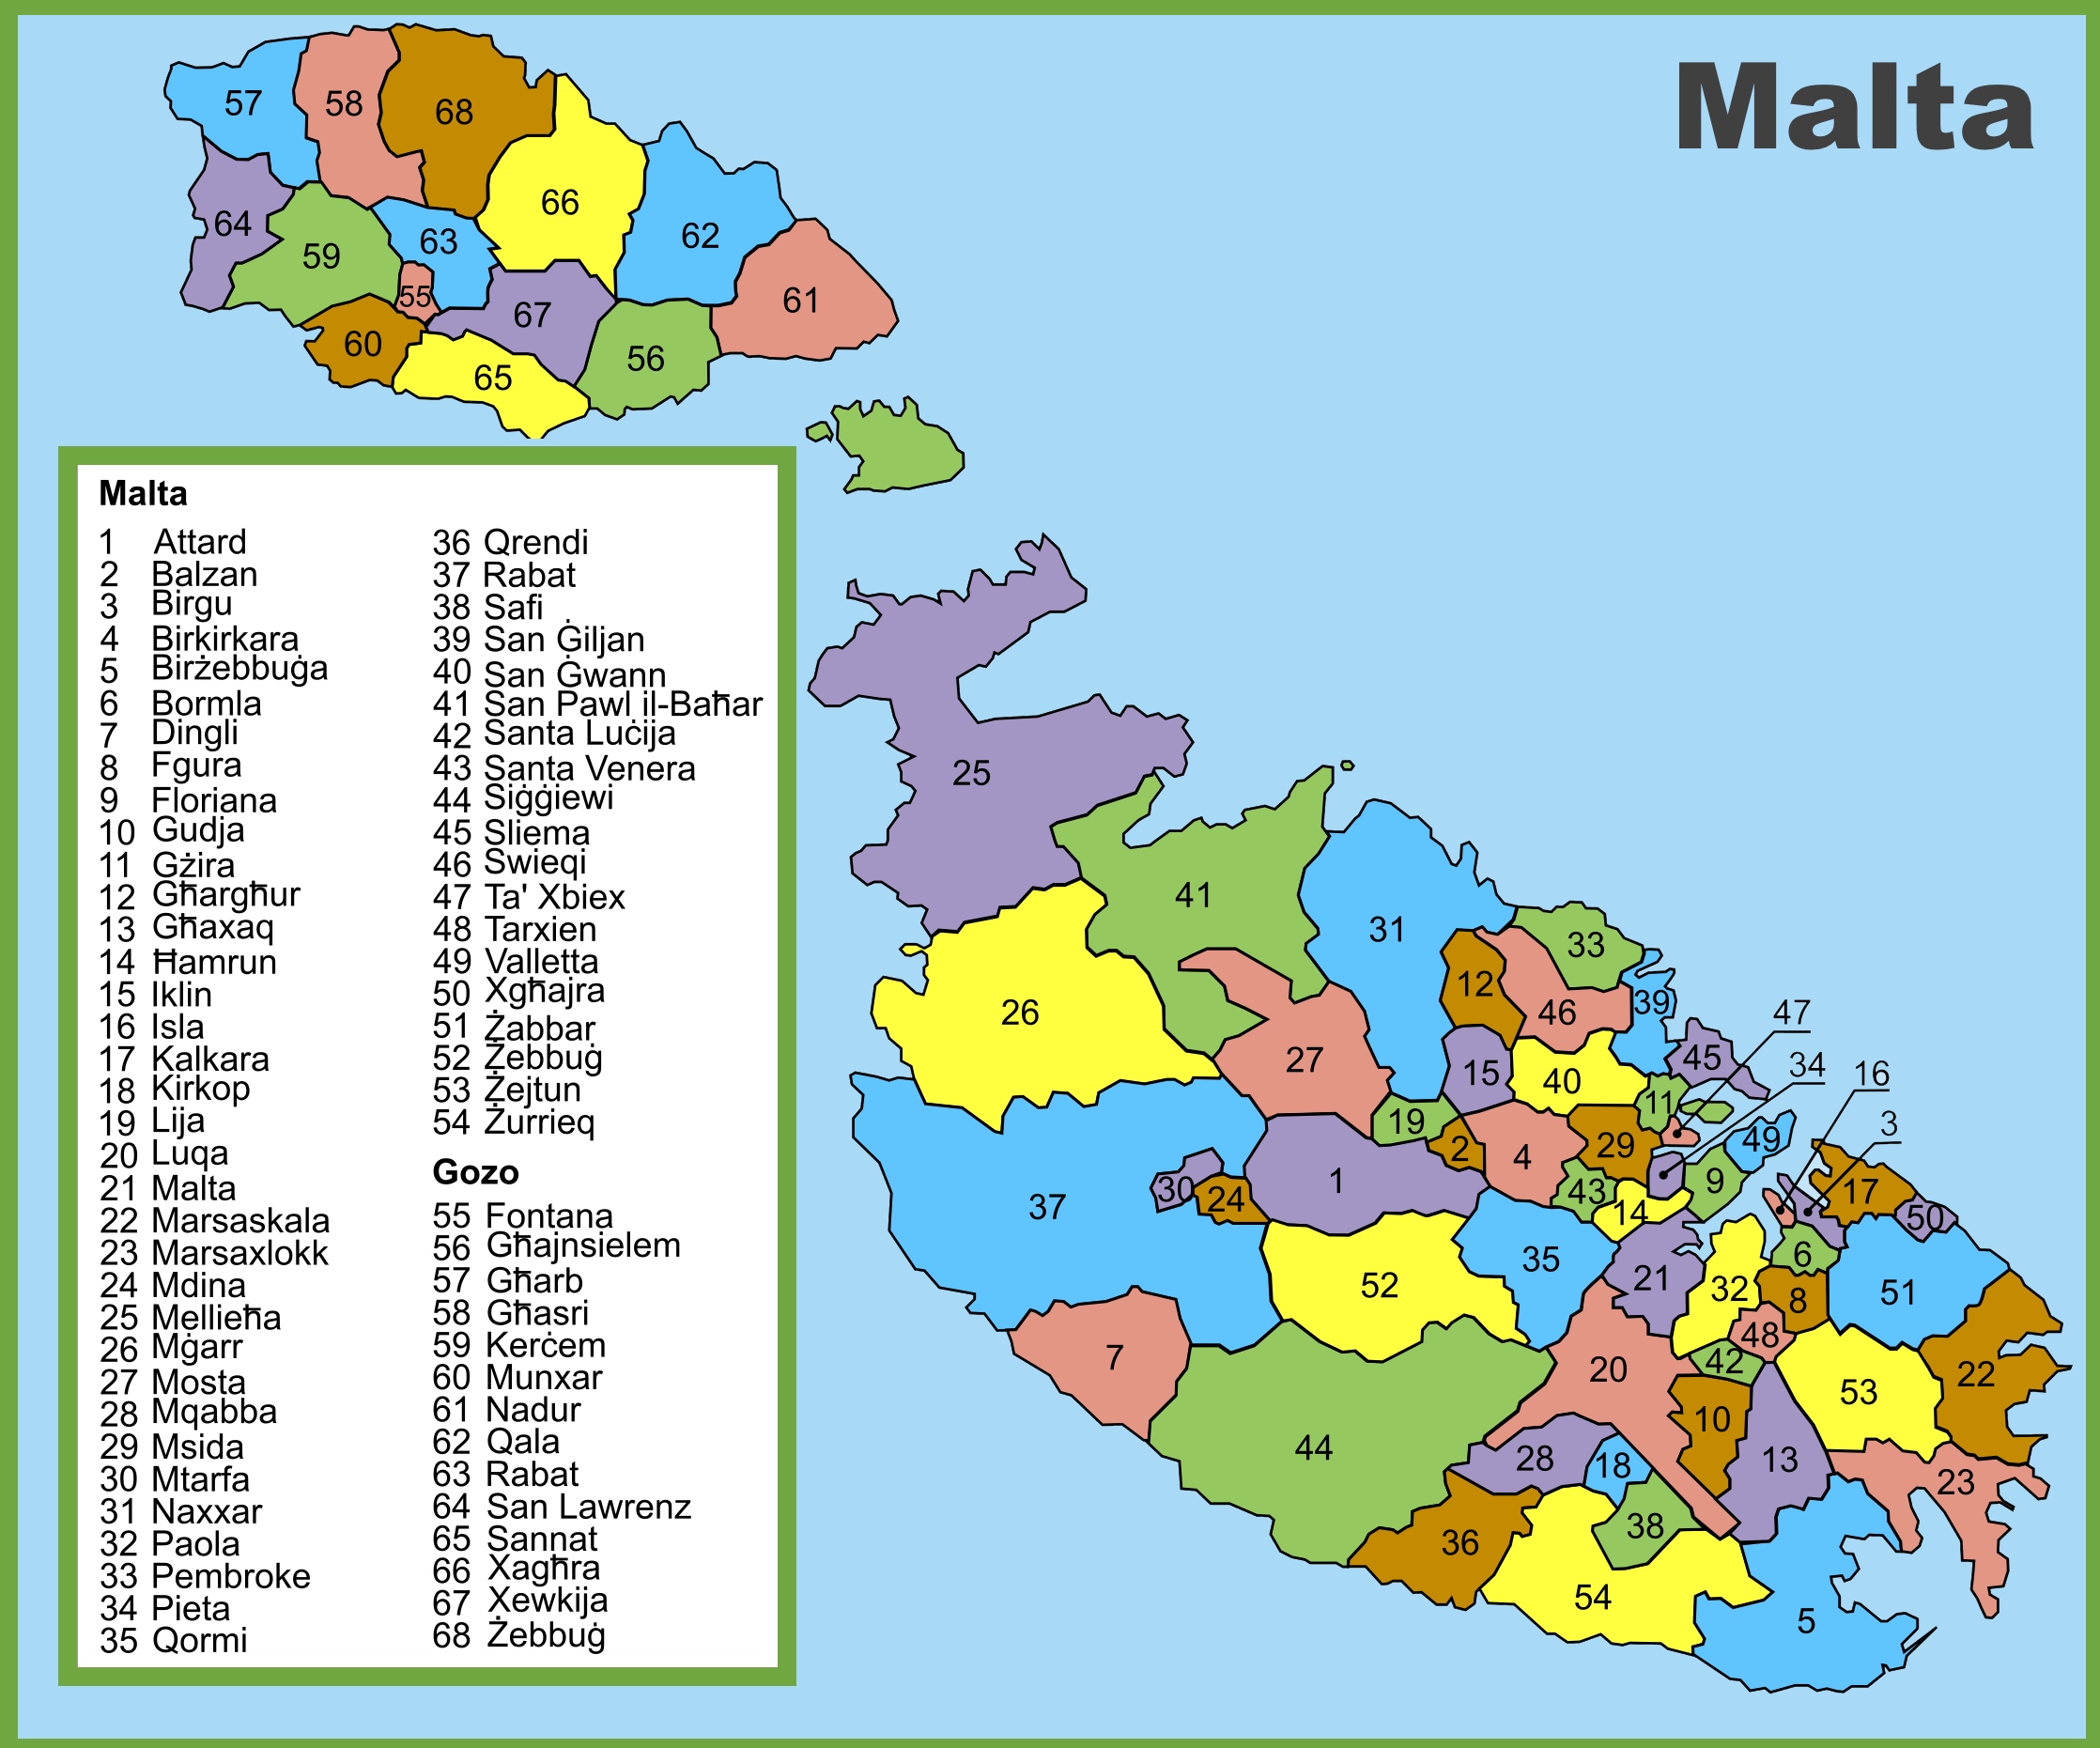 Malta
57
58
68
66
64
63
62
59
55
67
61
60
65
56
Malta
1 Attard
2 Balzan
3 Birgu
4 Birkirkara
5 Birżebbuġa
6 Bormla
7 Dingli
8 Fgura
9 Floriana
10 Gudja
11 Gżira
12 Għargħur
13 Għaxaq
14 Ħamrun
15 Iklin
16 Isla
17 Kalkara
18 Kirkop
19 Lija
20 Luqa
21 Malta
22 Marsaskala
23 Marsaxlokk
24 Mdina
25 Mellieħa
26 Mġarr
27 Mosta
28 Mqabba
29 Msida
30 Mtarfa
31 Naxxar
32 Paola
33 Pembroke
34 Pieta
35 Qormi
36 Qrendi
37 Rabat
38 Safi
39 San Ġiljan
40 San Ġwann
41 San Pawl il-Baħar
42 Santa Luċija
43 Santa Venera
44 Siġġiewi
45 Sliema
46 Swieqi
47 Ta' Xbiex
48 Tarxien
49 Valletta
50 Xgħajra
51 Żabbar
52 Żebbuġ
53 Żejtun
54 Żurrieq
Gozo
55 Fontana
56 Għajnsielem
57 Għarb
58 Għasri
59 Kerċem
60 Munxar
61 Nadur
62 Qala
63 Rabat
64 San Lawrenz
65 Sannat
66 Xagħra
67 Xewkija
68 Żebbuġ
25
41
31
33
12
46
39
26
47
27
15
40
45
34
11
16
19
3
2
4
29
49
1
43
9
17
30
24
14
50
37
6
35
21
52
32
8
51
48
7
20
42
22
53
10
44
28
18
13
23
38
36
54
5